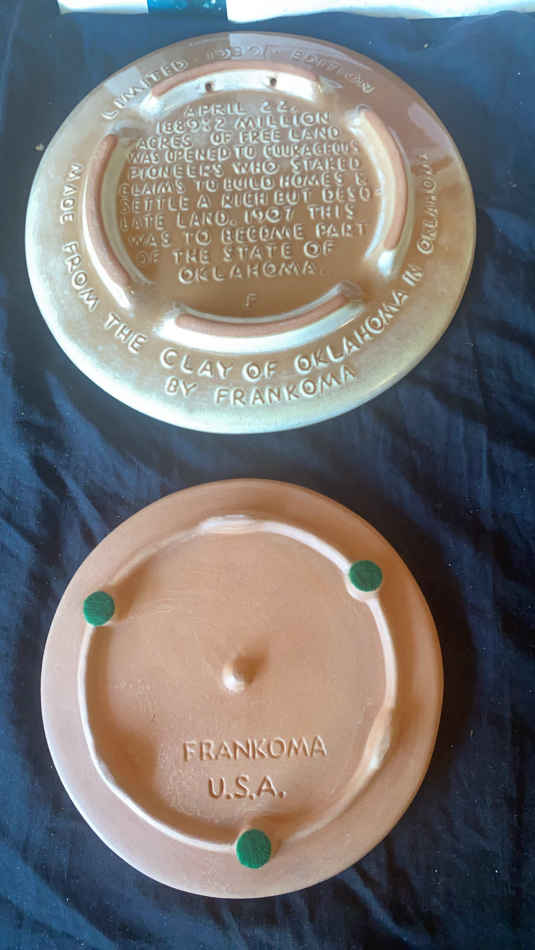 LIMITED EDITION
APRIL 22,
1889:2 MILLION
ACRES OF FREE LAND
WAS OPENED TO COURAGEOUS
PIONEERS WHO STAKED
CLAIMS TO BUILD HOMES &
SETTLE A RICH BUT DESO-
LATE LAND. 1907 THIS
WAS TO BECOME PART
OF THE STATE OF
OKLAHOMA.
F
MADE FROM THE CLAY OF OKLAHOMA IN OKLAHOMA
BY FRANKOMA
FRANKOMA
U.S.A.